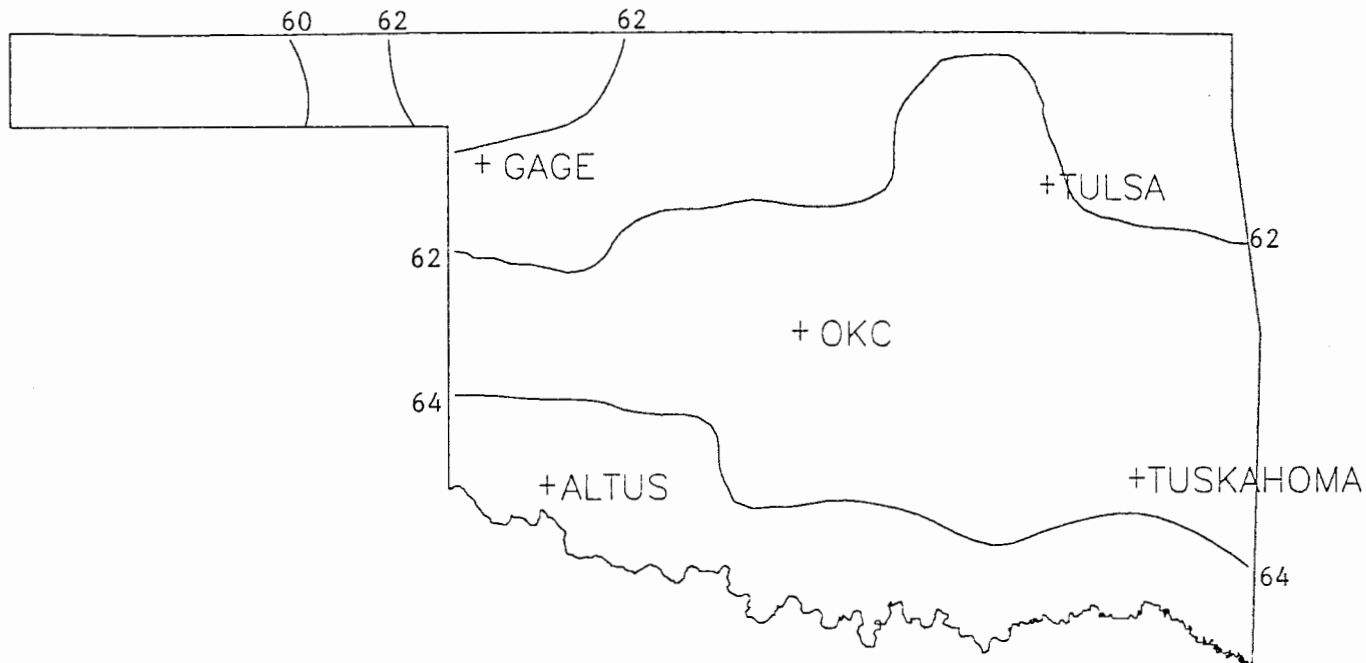 60 62 62
+ GAGE
+TULSA
62 62
+ OKC
64
+ALTUS
+TUSKAHOMA
64